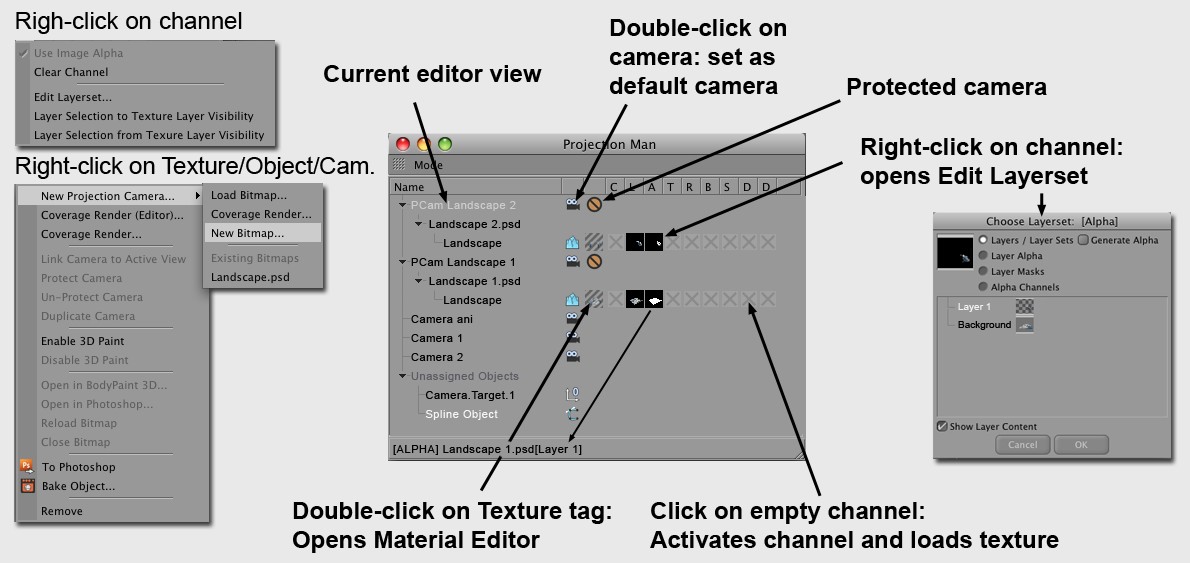 Righ-click on channel
Use Image Alpha
Clear Channel
Edit Layerset...
Layer Selection to Texture Layer Visibility
Layer Selection from Texure Layer Visibility
Right-click on Texture/Object/Cam.
New Projection Camera...
Coverage Render (Editor)...
Coverage Render...
Link Camera to Active View
Protect Camera
Un-Protect Camera
Duplicate Camera
Enable 3D Paint
Disable 3D Paint
Open in BodyPaint 3D...
Open in Photoshop...
Reload Bitmap
Close Bitmap
Ps To Photoshop
Bake Object...
Remove
Load Bitmap...
Coverage Render...
New Bitmap...
Existing Bitmaps
Landscape.psd
Current editor view
Double-click on
camera: set as
default camera
Protected camera
Right-click on channel:
opens Edit Layerset
Projection Man
Mode
Name C L A T R B S D D
PCam Landscape 2
Landscape 2.psd
Landscape
PCam Landscape 1
Landscape 1.psd
Landscape
Camera ani
Camera 1
Camera 2
Unassigned Objects
Camera.Target.1
Spline Object
[ALPHA] Landscape 1.psd[Layer 1]
Choose Layerset: [Alpha]
Layers / Layer Sets Generate Alpha
Layer Alpha
Layer Masks
Alpha Channels
Layer 1
Background
Show Layer Content
Cancel OK
Double-click on Texture tag:
Opens Material Editor
Click on empty channel:
Activates channel and loads texture